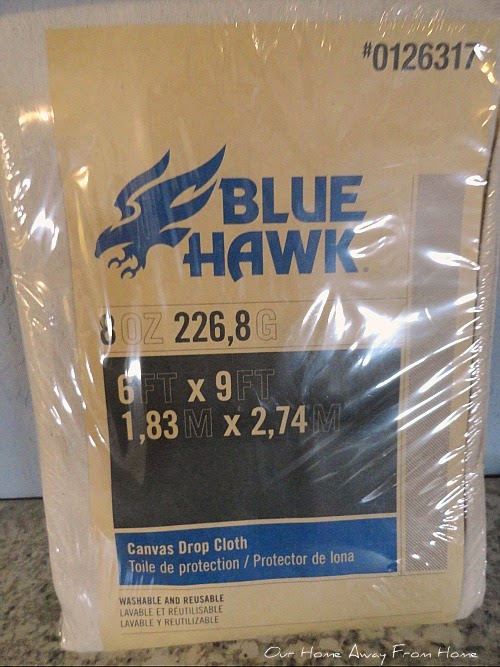 #0126317
BLUE
HAWK.
8 OZ 226,8 G
6 FT x 9 FT
1,83 M x 2,74 M
Canvas Drop Cloth
Toile de protection / Protector de lona
WASHABLE AND REUSABLE
LAVABLE ET RÉUTILISABLE
LAVABLE Y REUTILIZABLE
Our Home Away From Home